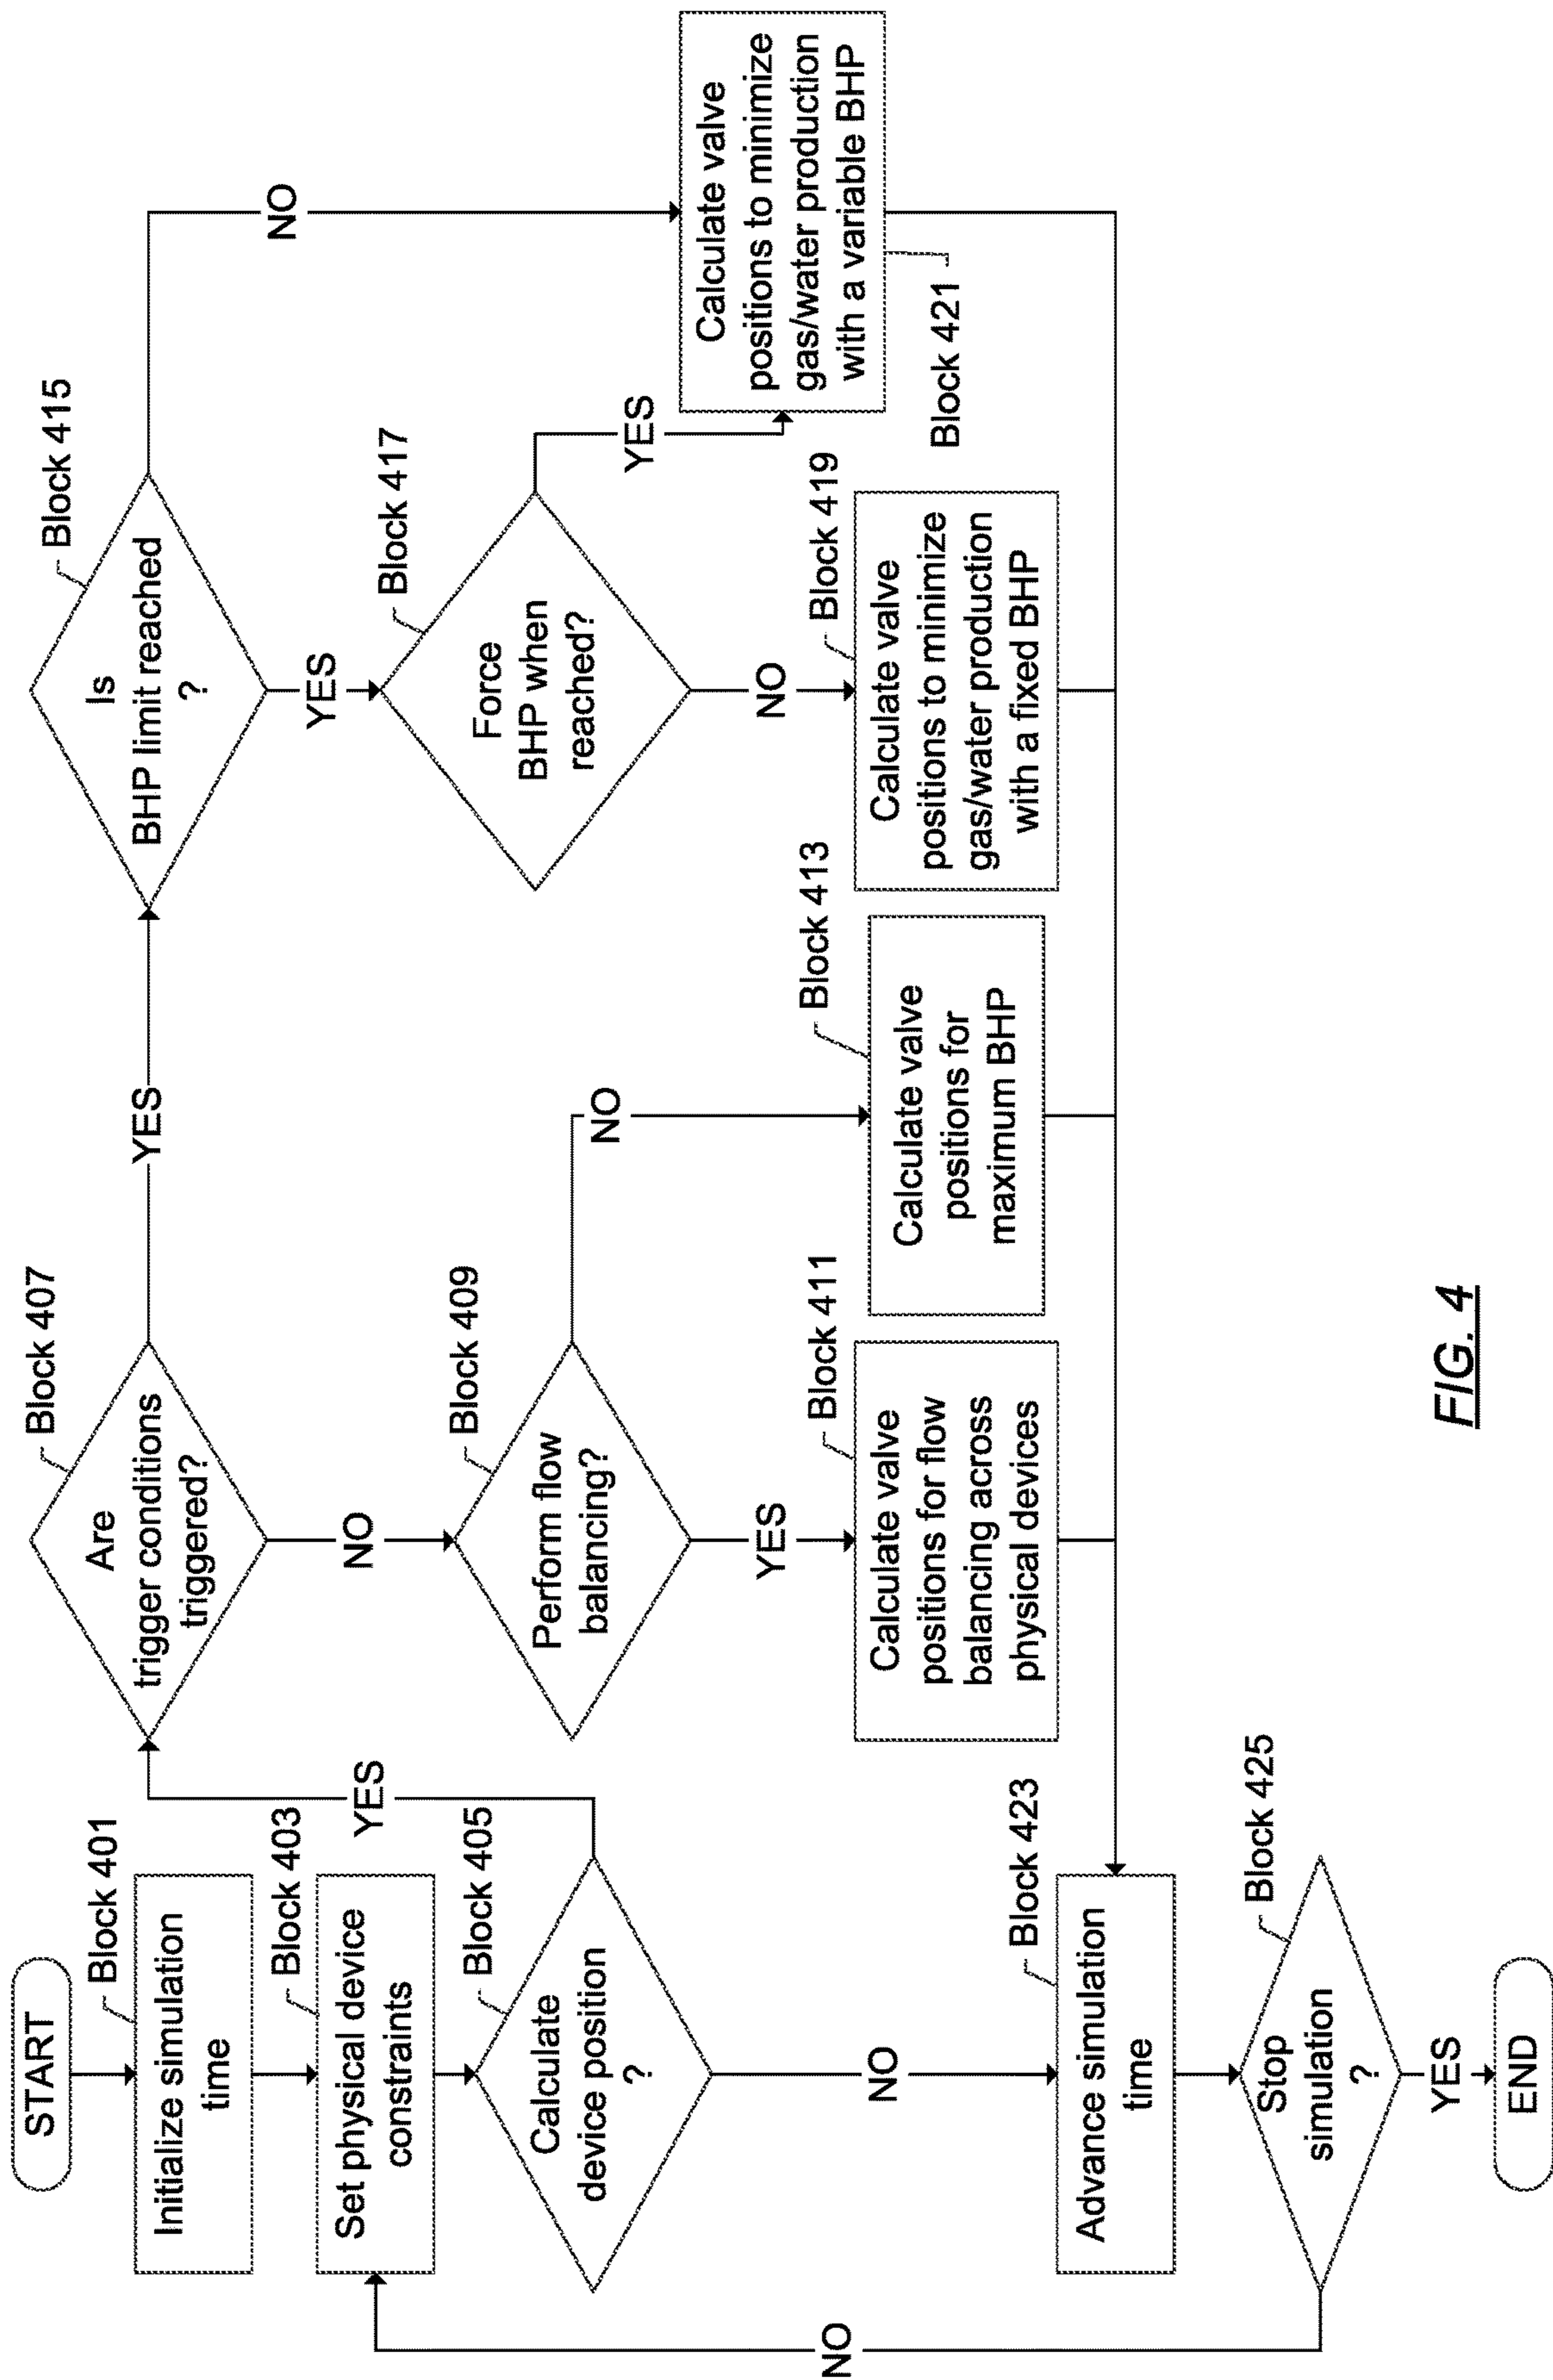 START
Block 401
Initialize simulation
time
Block 403
Set physical device
constraints
Block 405
Calculate
device position
?
YES
NO
Block 407
Are
trigger conditions
triggered?
YES
NO
Block 409
Perform flow
balancing?
NO
YES
Block 411
Calculate valve
positions for flow
balancing across
physical devices
Block 413
Calculate valve
positions for
maximum BHP
Block 415
Is
BHP limit reached
?
NO
YES
Block 417
Force
BHP when
reached?
YES
NO
Block 419
Calculate valve
positions to minimize
gas/water production
with a fixed BHP
Calculate valve
positions to minimize
gas/water production
with a variable BHP
Block 421
Block 423
Advance simulation
time
Block 425
Stop
simulation
?
NO
YES
END
FIG. 4